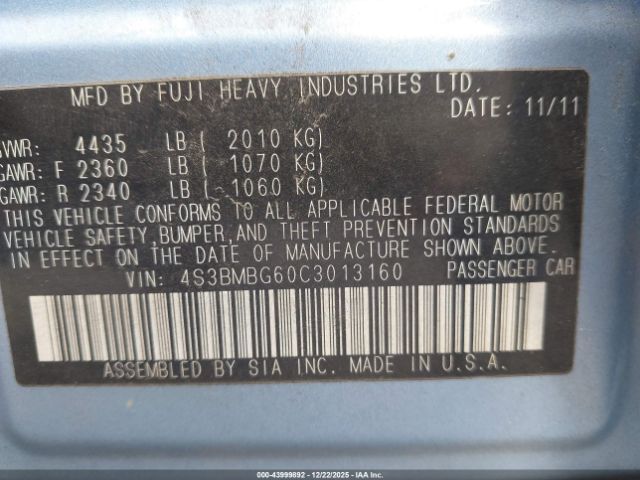 MFD BY FUJI HEAVY INDUSTRIES LTD.
DATE: 11/11
GVWR: 4435 LB ( 2010 KG)
GAWR: F 2360 LB ( 1070 KG)
GAWR: R 2340 LB ( 1060 KG)
THIS VEHICLE CONFORMS TO ALL APPLICABLE FEDERAL MOTOR
VEHICLE SAFETY, BUMPER, AND THEFT PREVENTION STANDARDS
IN EFFECT ON THE DATE OF MANUFACTURE SHOWN ABOVE.
VIN: 4S3BMBG60C3013160 PASSENGER CAR
ASSEMBLED BY SIA INC. MADE IN U.S.A.
000-43999892 - 12/22/2025 - IAA Inc.